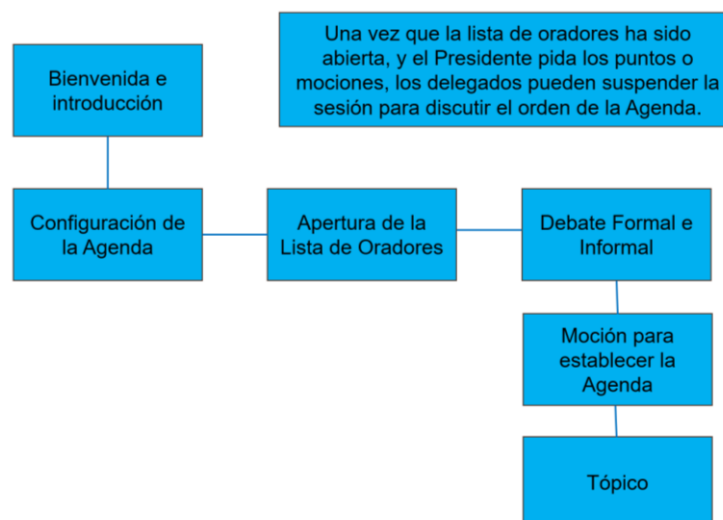 Una vez que la lista de oradores ha sido
abierta, y el Presidente pida los puntos o
mociones, los delegados pueden suspender la
sesión para discutir el orden de la Agenda.
Bienvenida e
introducción
Configuración de
la Agenda
Apertura de la
Lista de Oradores
Debate Formal e
Informal
Moción para
establecer la
Agenda
Tópico